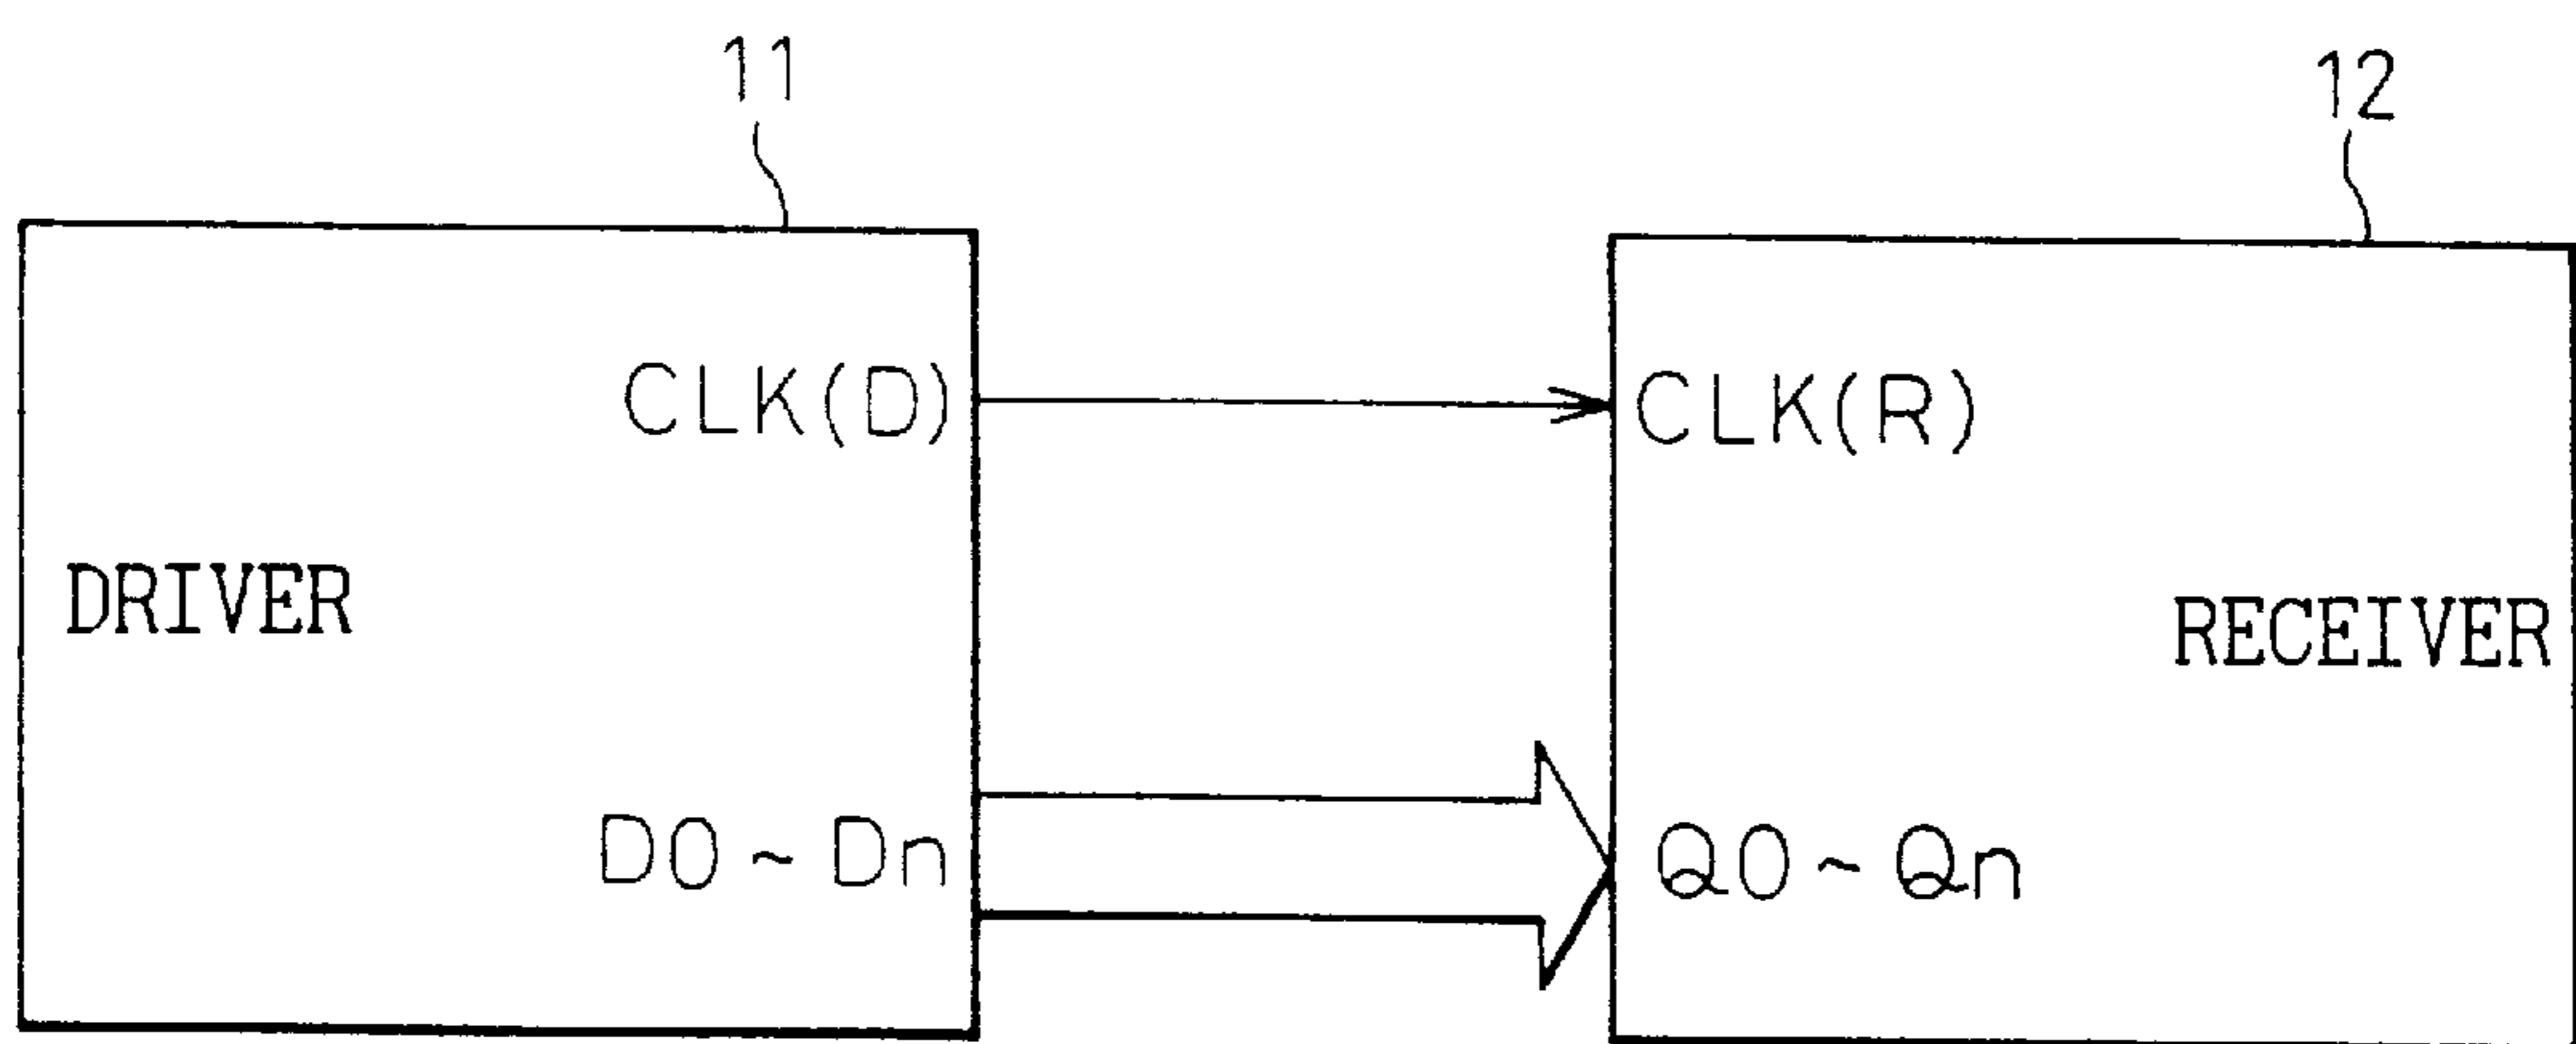 11
12
CLK(D)
CLK(R)
DRIVER
RECEIVER
D0~Dn
Q0~Qn